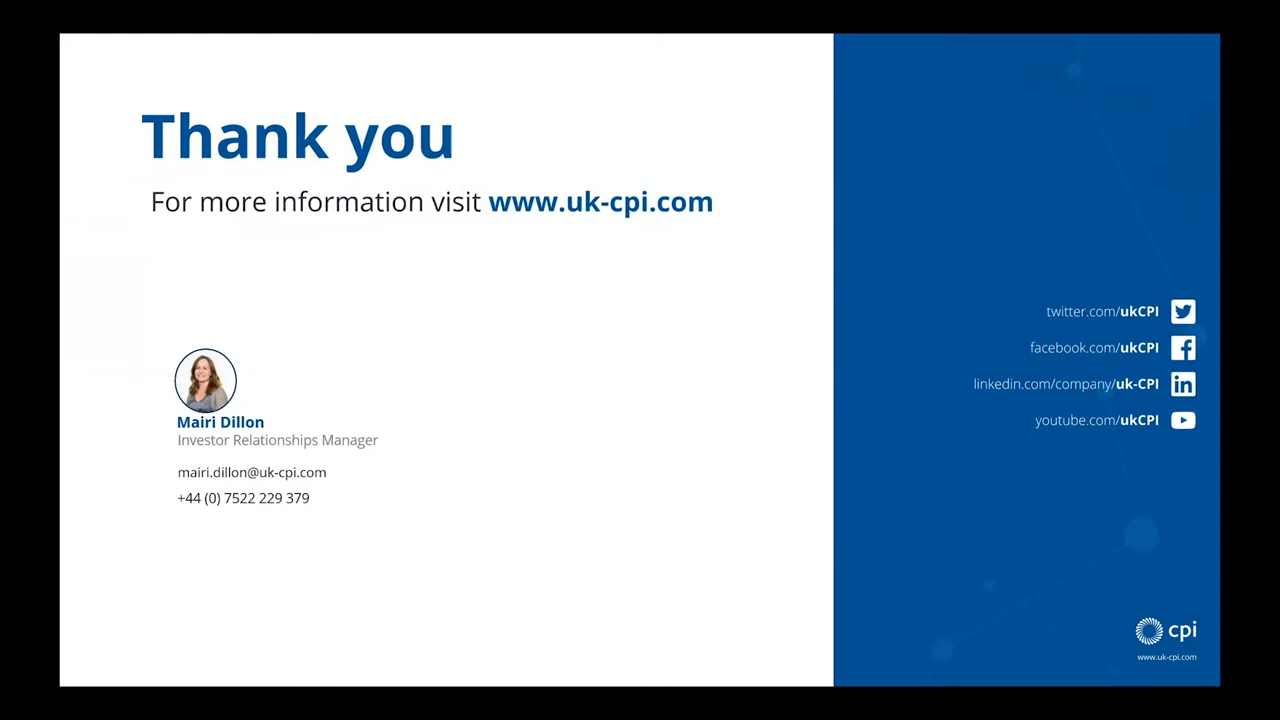 Thank you
For more information visit www.uk-cpi.com
Mairi Dillon
Investor Relationships Manager
mairi.dillon@uk-cpi.com
+44 (0) 7522 229 379
twitter.com/ukCPI
facebook.com/ukCPI
linkedin.com/company/uk-CPI
youtube.com/ukCPI
cpi
www.uk-cpi.com